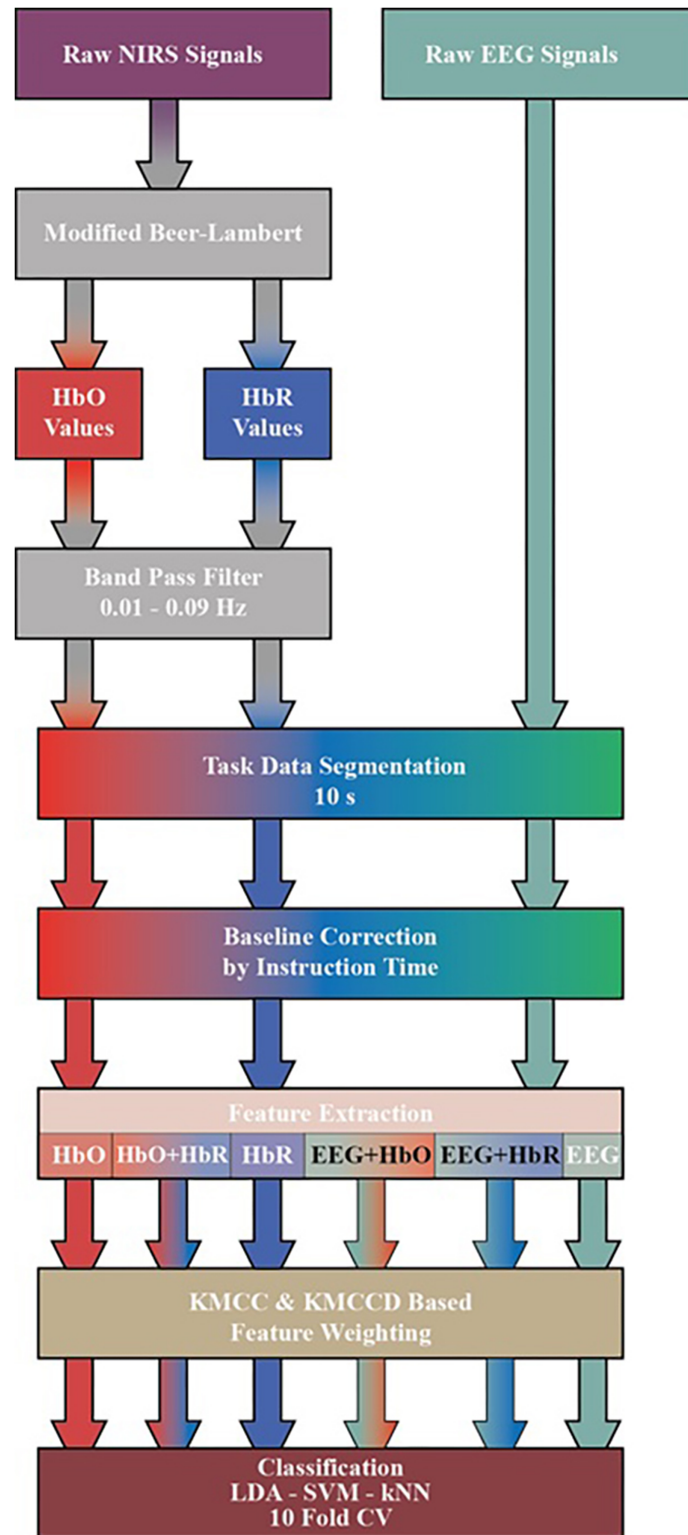 Raw NIRS Signals
Raw EEG Signals
Modified Beer-Lambert
HbO
Values
HbR
Values
Band Pass Filter
0.01 - 0.09 Hz
Task Data Segmentation
10 s
Baseline Correction
by Instruction Time
Feature Extraction
HbO HbO+HbR HbR EEG+HbO EEG+HbR EEG
KMCC & KMCCD Based
Feature Weighting
Classification
LDA - SVM - kNN
10 Fold CV